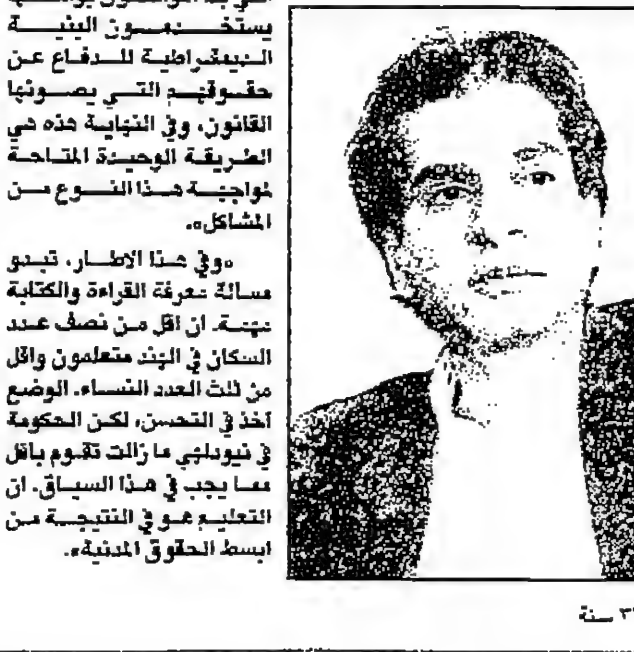 يستخدمون البنية
الديمقراطية للدفاع عن
حقوقهم التي يصونها
القانون، وفي النهاية هذه هي
الطريقة الوحيدة المتاحة
لمواجهة هذا النوع من
المشاكل».
«وفي هذا الاطار، تبدو
مسألة معرفة القراءة والكتابة
مهمة. ان اقل من نصف عدد
السكان في الهند متعلمون واقل
من ثلث العدد النساء. الوضع
آخذ في التحسن، لكن الحكومة
في نيودلهي ما زالت تقوم باقل
مما يجب في هذا السياق. ان
التعليم هو في النتيجة من
ابسط الحقوق المدنية».
سنة